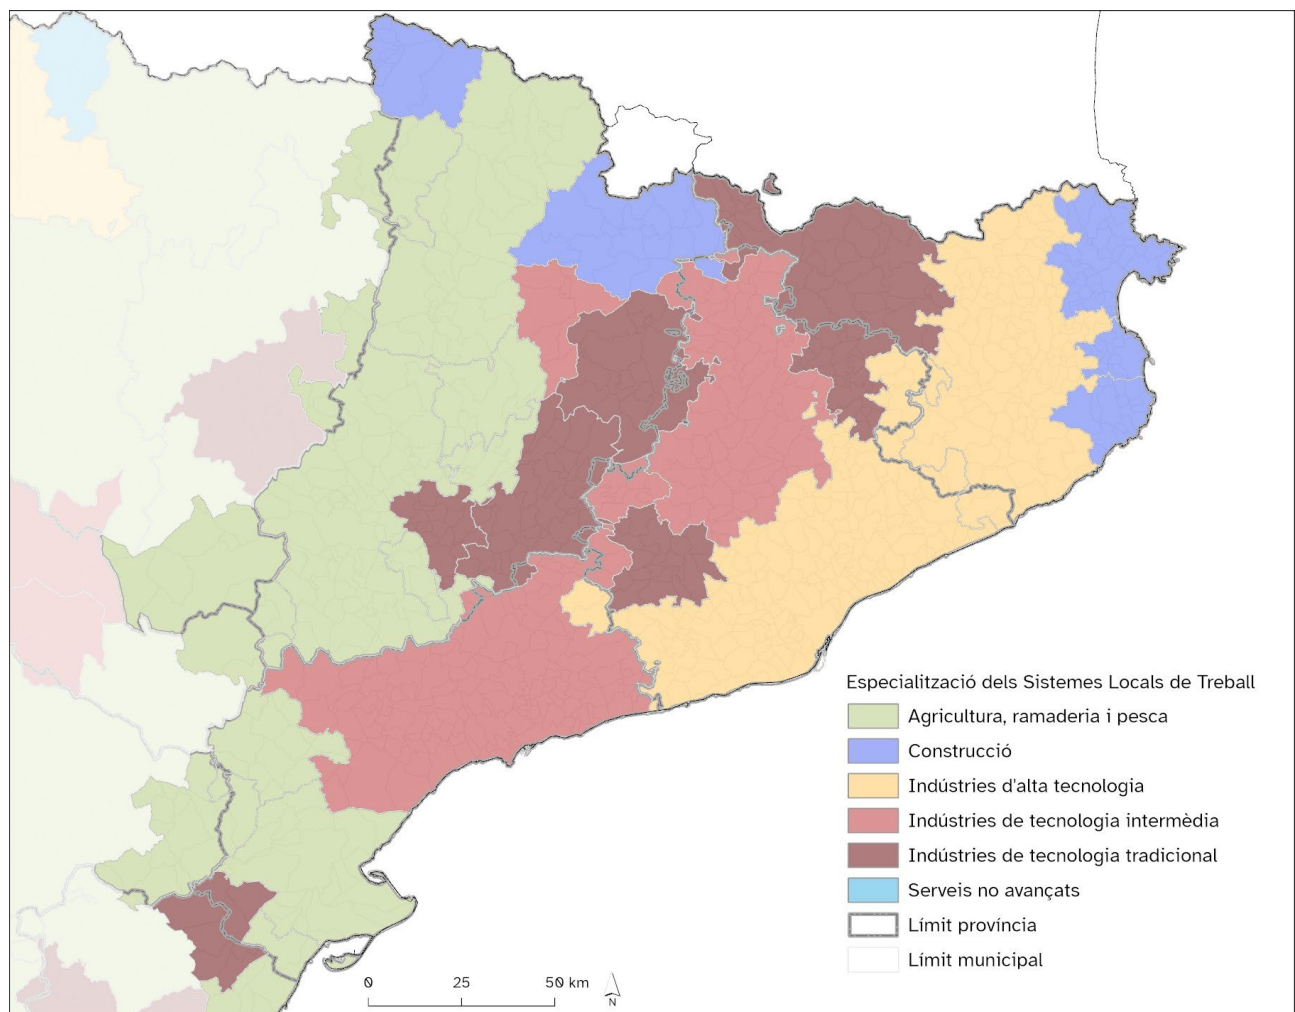 Especialització dels Sistemes Locals de Treball
Agricultura, ramaderia i pesca
Construcció
Indústries d'alta tecnologia
Indústries de tecnologia intermèdia
Indústries de tecnologia tradicional
Serveis no avançats
Límit província
Límit municipal
0 25 50 km
N